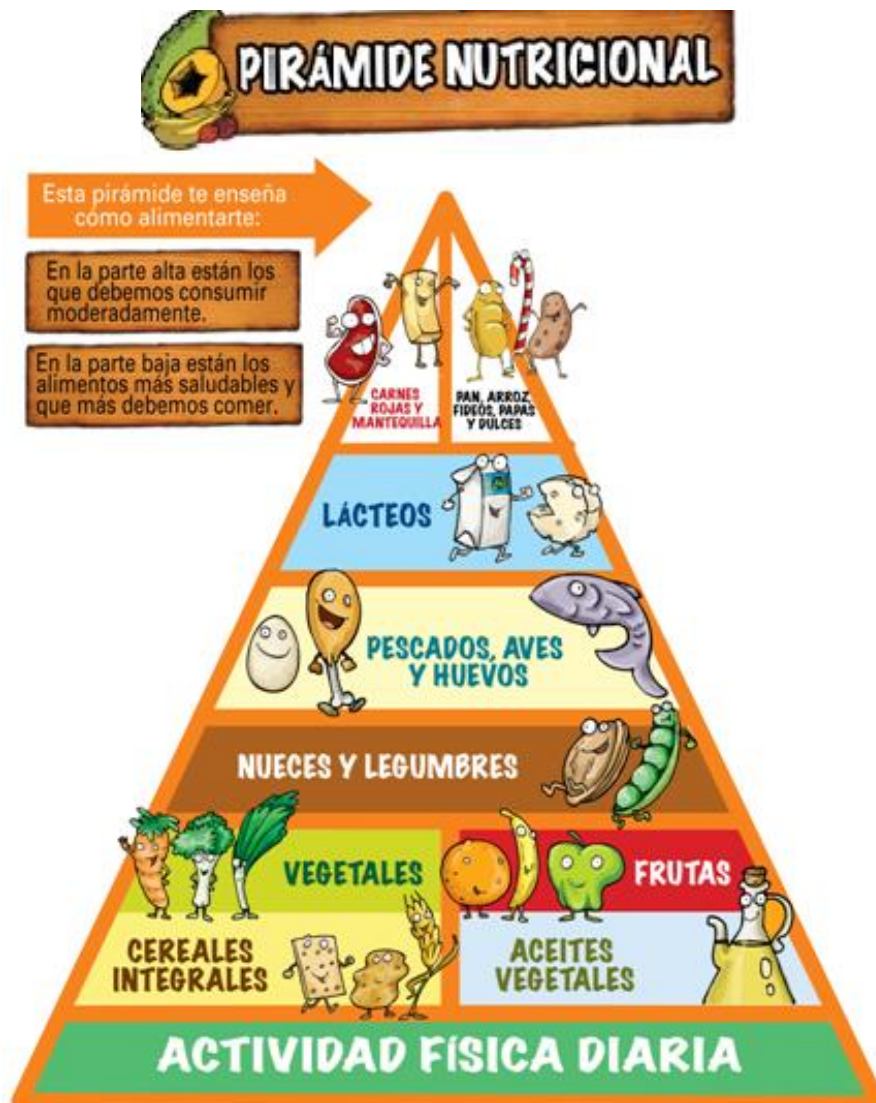 PIRÁMIDE NUTRICIONAL
Esta pirámide te enseña
cómo alimentarte:
En la parte alta están los
que debemos consumir
moderadamente.
En la parte baja están los
alimentos más saludables y
que más debemos comer.
CARNES
ROJAS Y
MANTEQUILLA
PAN, ARROZ,
FIDEOS, PAPAS
Y DULCES
LÁCTEOS
PESCADOS, AVES
Y HUEVOS
NUECES Y LEGUMBRES
VEGETALES
FRUTAS
CEREALES
INTEGRALES
ACEITES
VEGETALES
ACTIVIDAD FÍSICA DIARIA